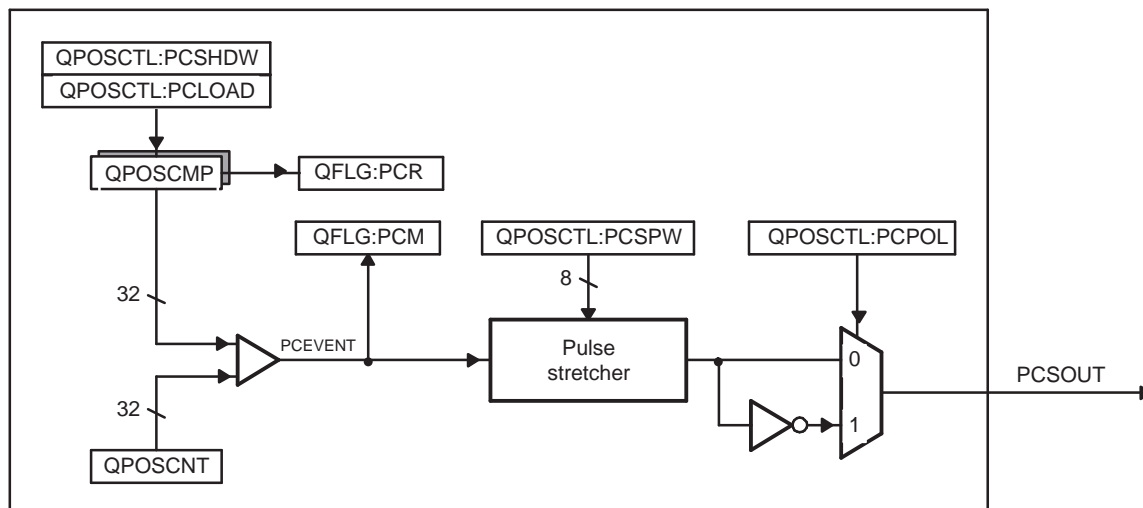 QPOSCTL:PCSHDW
QPOSCTL:PCLOAD
QPOSCMP
QFLG:PCR
QFLG:PCM
QPOSCTL:PCSPW
QPOSCTL:PCPOL
32
8
PCEVENT
Pulse
stretcher
0
PCSOUT
32
1
QPOSCNT